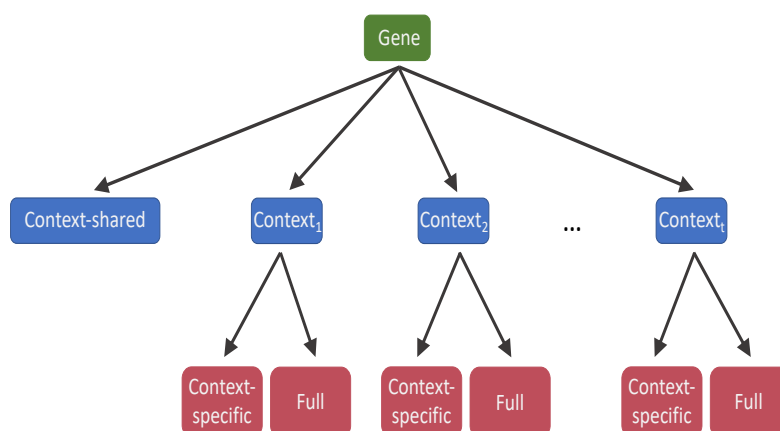 Gene
Context-shared
Context₁
Context₂
...
Contextₜ
Context-
specific
Full
Context-
specific
Full
Context-
specific
Full